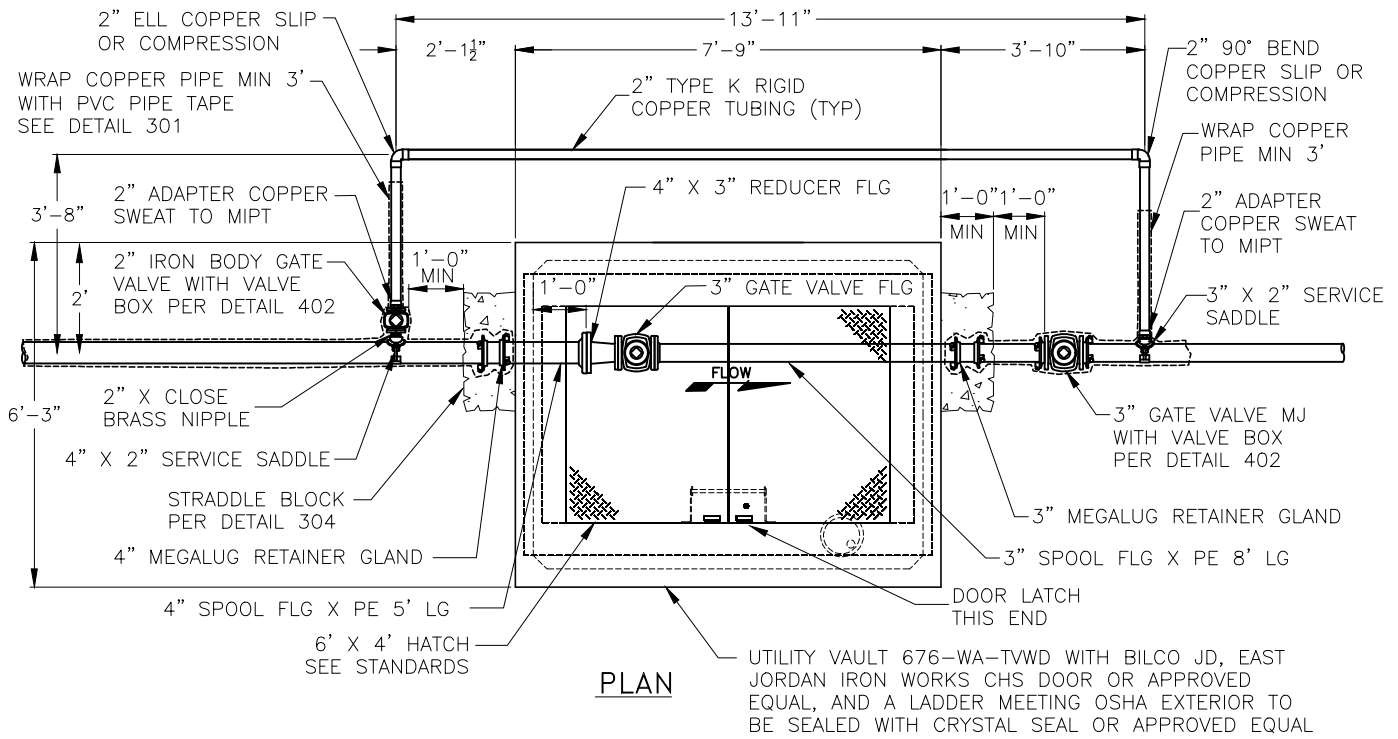 2” ELL COPPER SLIP
OR COMPRESSION
13’-11”
2’-1½”
7’-9”
3’-10”
2” 90° BEND
COPPER SLIP OR
COMPRESSION
WRAP COPPER PIPE MIN 3’
WITH PVC PIPE TAPE
SEE DETAIL 301
2” TYPE K RIGID
COPPER TUBING (TYP)
WRAP COPPER
PIPE MIN 3’
3’-8”
2” ADAPTER COPPER
SWEAT TO MIPT
4” X 3” REDUCER FLG
1’-0”
MIN
1’-0”
MIN
2” ADAPTER
COPPER SWEAT
TO MIPT
2’
2” IRON BODY GATE
VALVE WITH VALVE
BOX PER DETAIL 402
1’-0”
MIN
1’-0”
3” GATE VALVE FLG
3” X 2” SERVICE
SADDLE
FLOW
6’-3”
2” X CLOSE
BRASS NIPPLE
4” X 2” SERVICE SADDLE
3” GATE VALVE MJ
WITH VALVE BOX
PER DETAIL 402
STRADDLE BLOCK
PER DETAIL 304
3” MEGALUG RETAINER GLAND
4” MEGALUG RETAINER GLAND
3” SPOOL FLG X PE 8’ LG
4” SPOOL FLG X PE 5’ LG
DOOR LATCH
THIS END
6’ X 4’ HATCH
SEE STANDARDS
PLAN
UTILITY VAULT 676-WA-TVWD WITH BILCO JD, EAST
JORDAN IRON WORKS CHS DOOR OR APPROVED
EQUAL, AND A LADDER MEETING OSHA EXTERIOR TO
BE SEALED WITH CRYSTAL SEAL OR APPROVED EQUAL